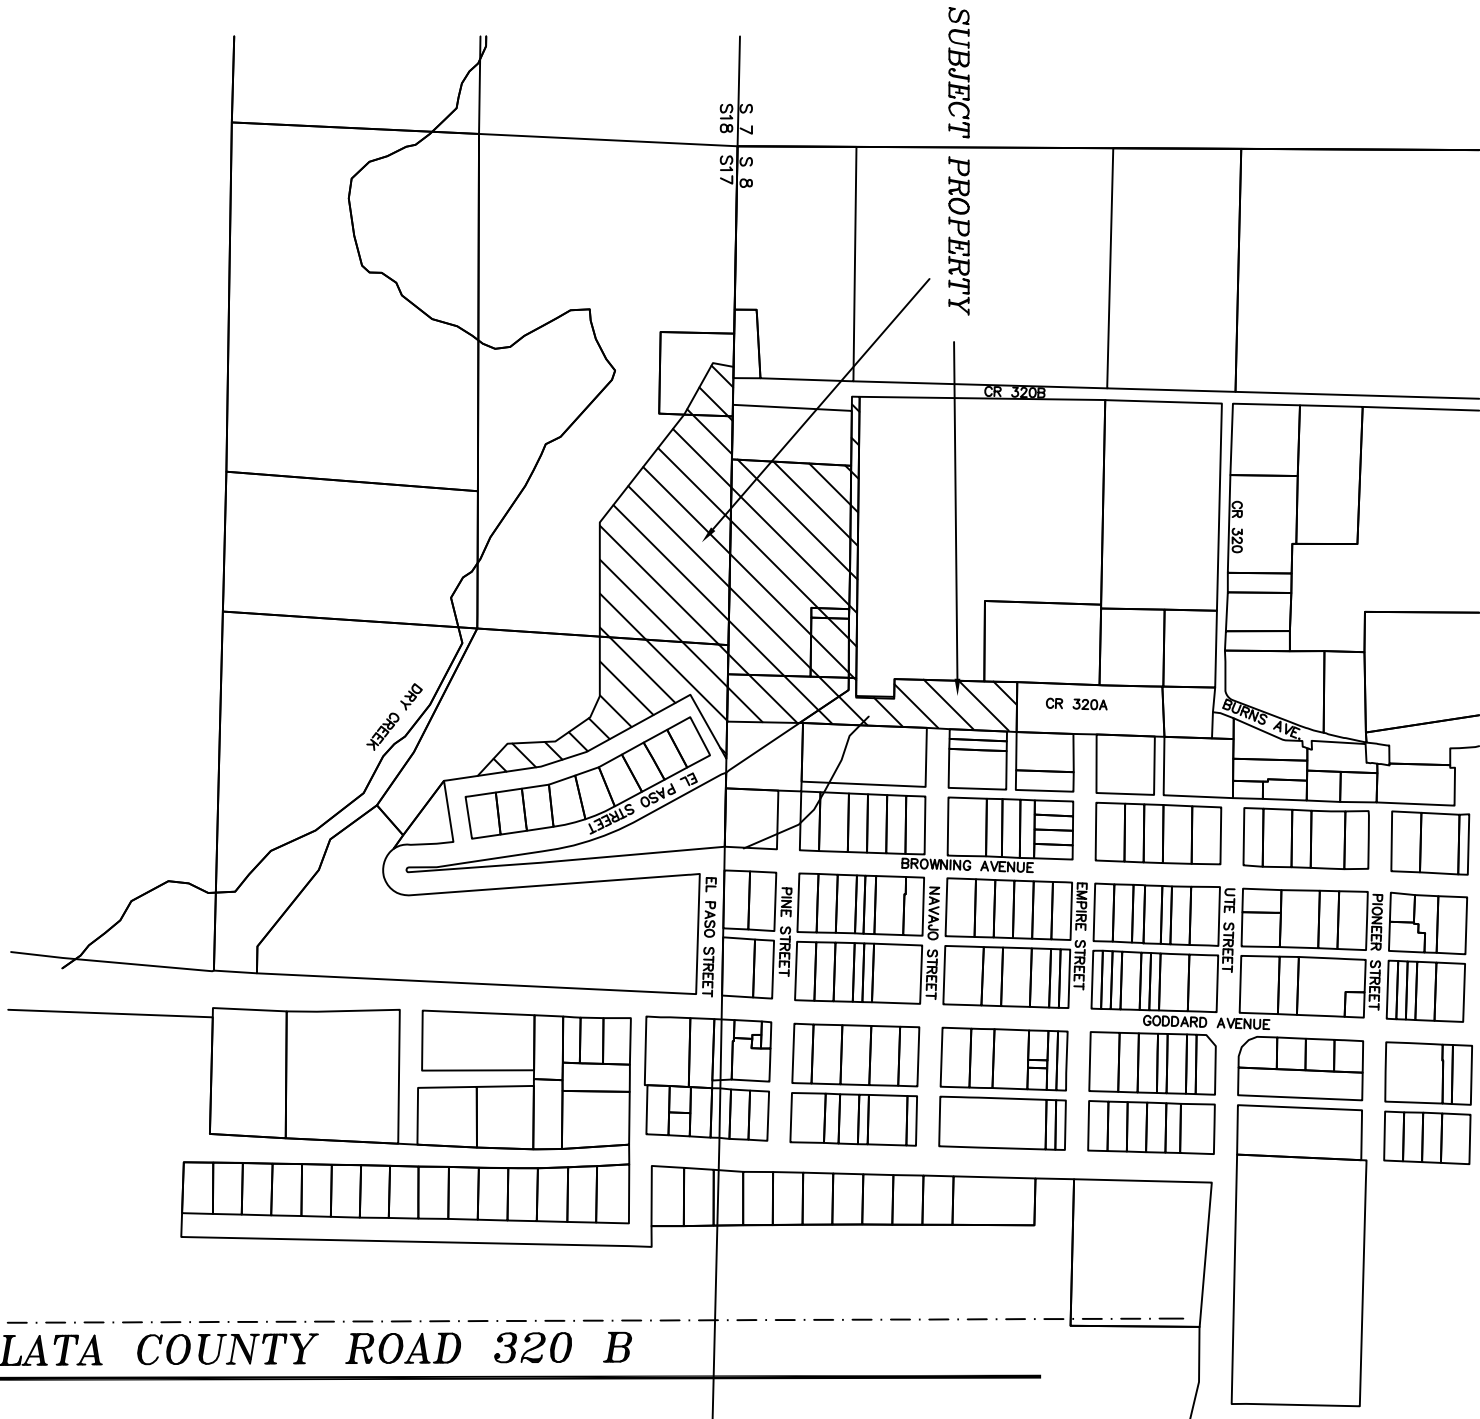 SUBJECT PROPERTY
S 7
S18
S 8
S17
CR 320B
CR 320
CR 320A
BURNS AVE.
DRY CREEK
EL PASO STREET
BROWNING AVENUE
EL PASO STREET
PINE STREET
NAVAJO STREET
EMPIRE STREET
UTE STREET
PIONEER STREET
GODDARD AVENUE
LATA COUNTY ROAD 320 B